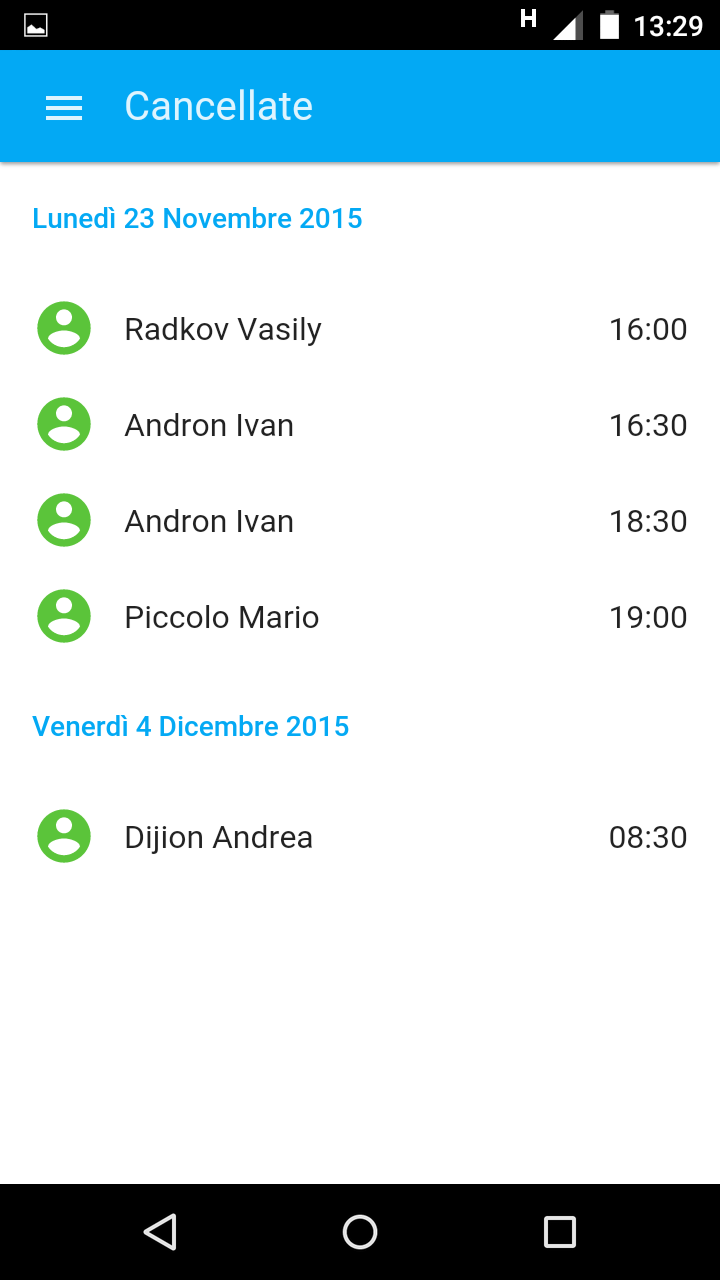 H 13:29
Cancellate
Lunedì 23 Novembre 2015
Radkov Vasily 16:00
Andron Ivan 16:30
Andron Ivan 18:30
Piccolo Mario 19:00
Venerdì 4 Dicembre 2015
Dijion Andrea 08:30